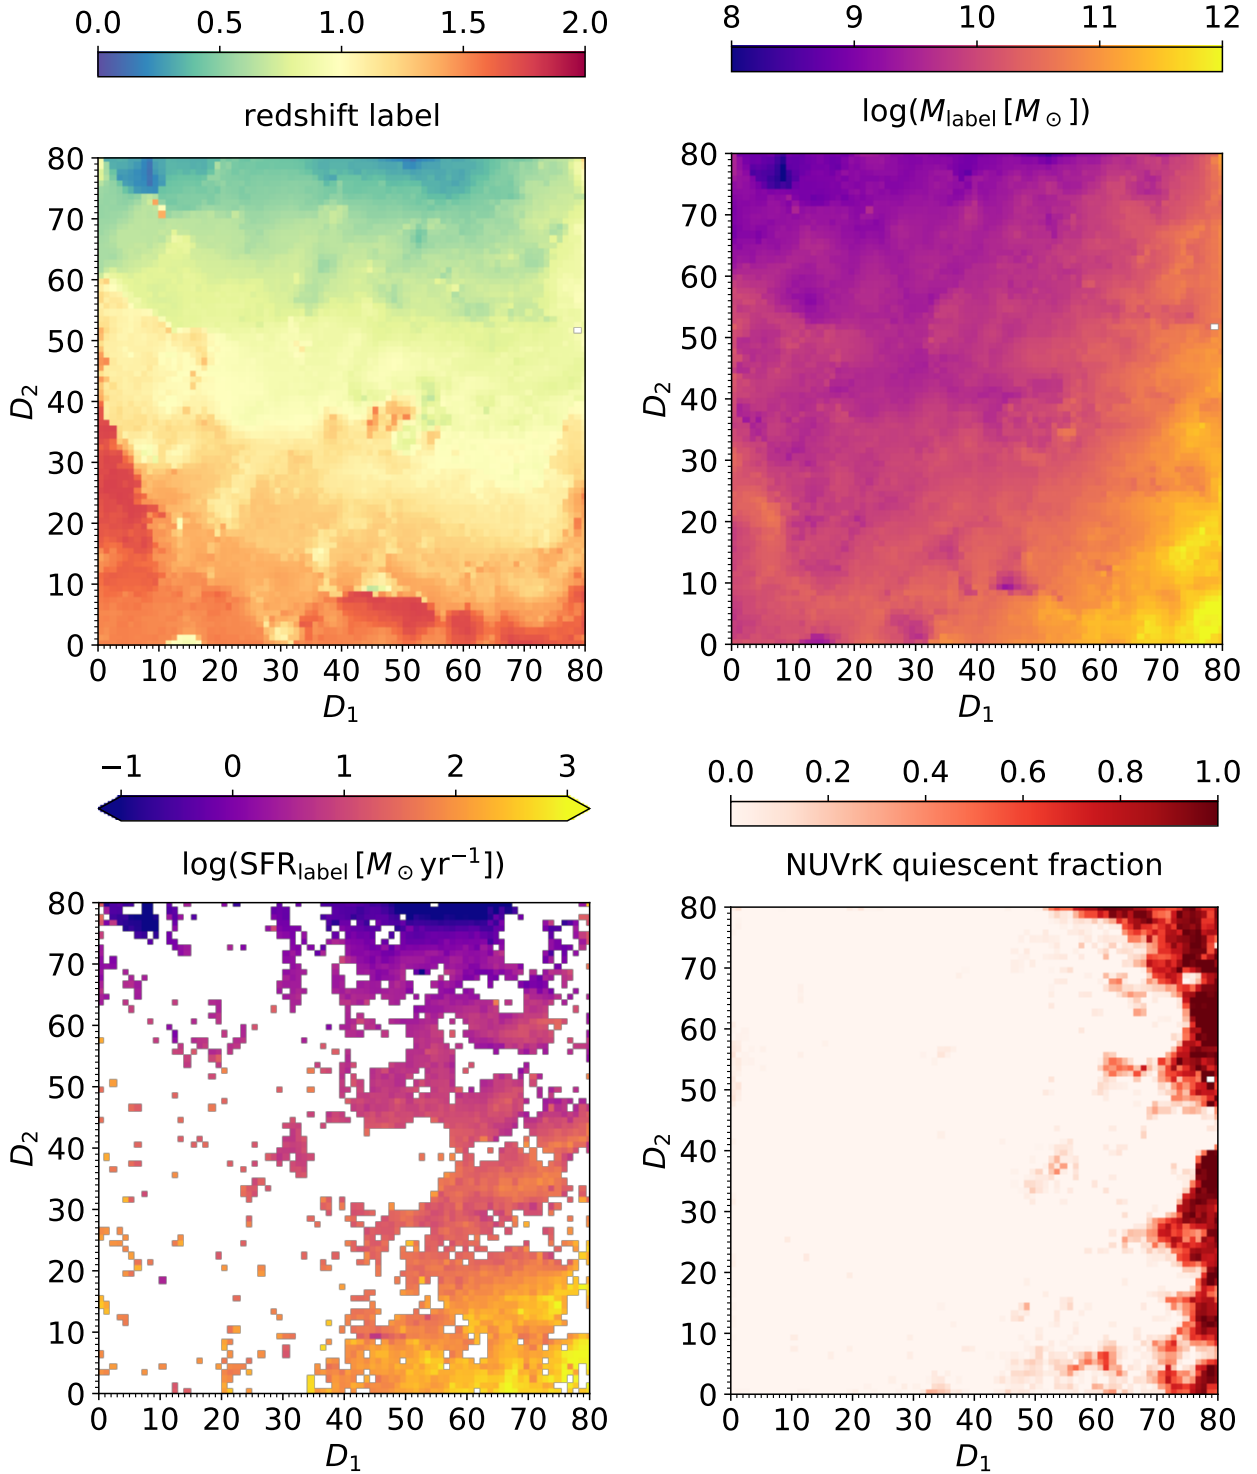 0.0 0.5 1.0 1.5 2.0
redshift label
80
70
60
50
40
30
20
10
0
D₂
0 10 20 30 40 50 60 70 80
D₁
8 9 10 11 12
log(M_label [M_⊙])
80
70
60
50
40
30
20
10
0
D₂
0 10 20 30 40 50 60 70 80
D₁
−1 0 1 2 3
log(SFR_label [M_⊙ yr⁻¹])
80
70
60
50
40
30
20
10
0
D₂
0 10 20 30 40 50 60 70 80
D₁
0.0 0.2 0.4 0.6 0.8 1.0
NUVrK quiescent fraction
80
70
60
50
40
30
20
10
0
D₂
0 10 20 30 40 50 60 70 80
D₁